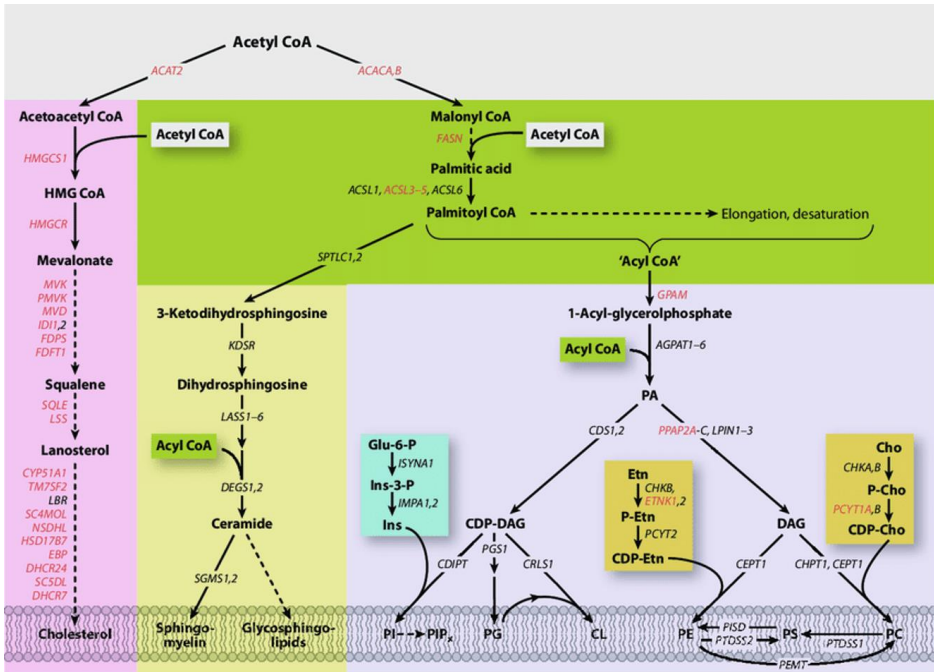 Acetyl CoA
ACAT2
ACACA,B
Acetoacetyl CoA
Malonyl CoA
Acetyl CoA
FASN
Acetyl CoA
HMGCS1
Palmitic acid
HMG CoA
ACSL1, ACSL3–5, ACSL6
Palmitoyl CoA
Elongation, desaturation
HMGCR
SPTLC1,2
Mevalonate
'Acyl CoA'
MVK
PMVK
MVD
IDI1,2
FDPS
FDFT1
GPAM
3-Ketodihydrosphingosine
1-Acyl-glycerolphosphate
KDSR
Acyl CoA
AGPAT1–6
Squalene
Dihydrosphingosine
PA
SQLE
LSS
LASS1–6
CDS1,2
PPAP2A-C, LPIN1–3
Lanosterol
Acyl CoA
Glu-6-P
ISYNA1
Ins-3-P
IMPA1,2
Ins
Etn
CHKB,
ETNK1,2
P-Etn
PCYT2
CDP-Etn
Cho
CHKA,B
P-Cho
PCYT1A,B
CDP-Cho
CYP51A1
TM7SF2
LBR
SC4MOL
NSDHL
HSD17B7
EBP
DHCR24
SC5DL
DHCR7
DEGS1,2
Ceramide
CDP-DAG
DAG
SGMS1,2
CDIPT
PGS1
CRLS1
CEPT1
CHPT1, CEPT1
Cholesterol
Sphingo-
myelin
Glycosphingo-
lipids
PI
PIPx
PG
CL
PE
PISD
PTDSS2
PS
PTDSS1
PC
PEMT